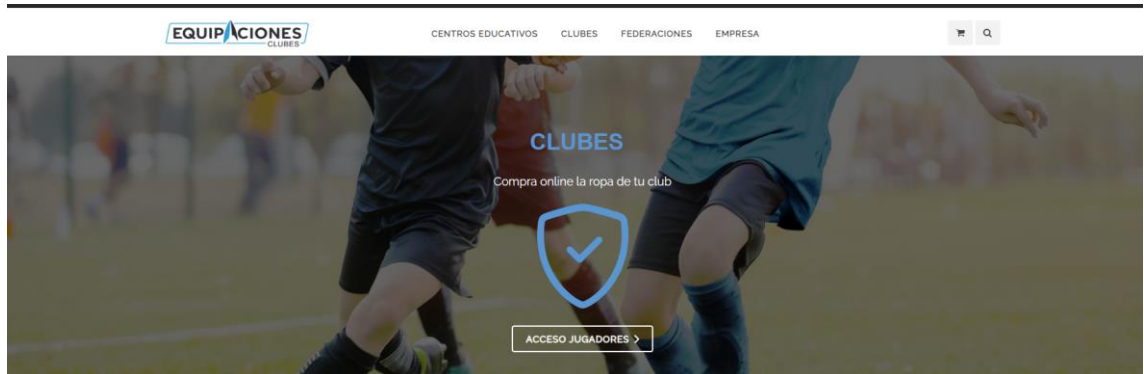 EQUIPACIONES
CLUBES
CENTROS EDUCATIVOS CLUBES FEDERACIONES EMPRESA
CLUBES
Compra online la ropa de tu club
ACCESO JUGADORES >